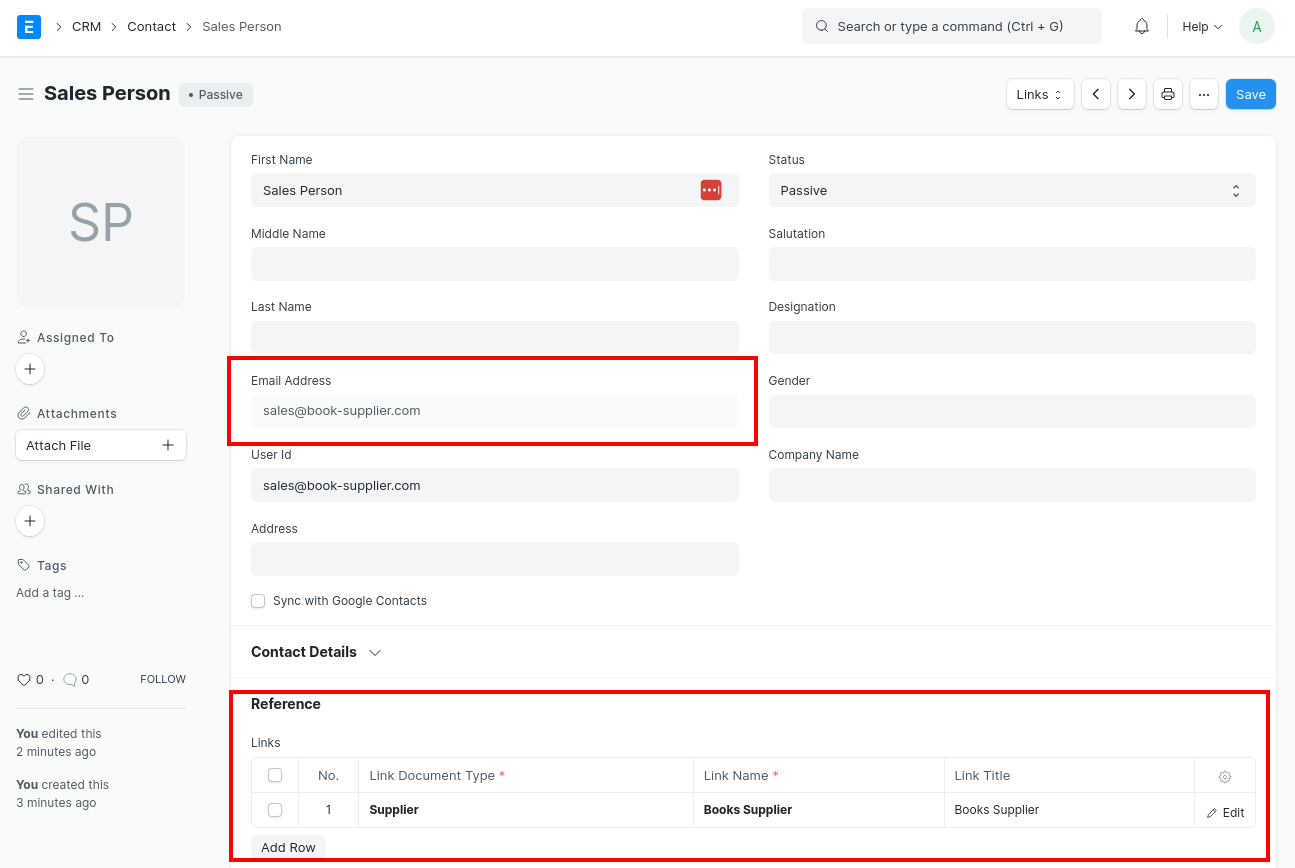 E CRM Contact Sales Person Search or type a command (Ctrl + G) Help A
Sales Person • Passive Links ... Save
SP
First Name Status
Sales Person Passive
Middle Name Salutation
Last Name Designation
Assigned To
Email Address Gender
sales@book-supplier.com
Attachments
Attach File
User Id Company Name
sales@book-supplier.com
Shared With
Address
Tags
Add a tag ...
Sync with Google Contacts
Contact Details
0 · 0 FOLLOW
Reference
You edited this
2 minutes ago
Links
No. Link Document Type * Link Name * Link Title
You created this
3 minutes ago
1 Supplier Books Supplier Books Supplier Edit
Add Row